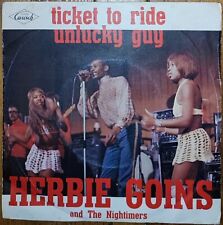 ticket to ride
unlucky guy
HERBIE GOINS
and The Nightimers